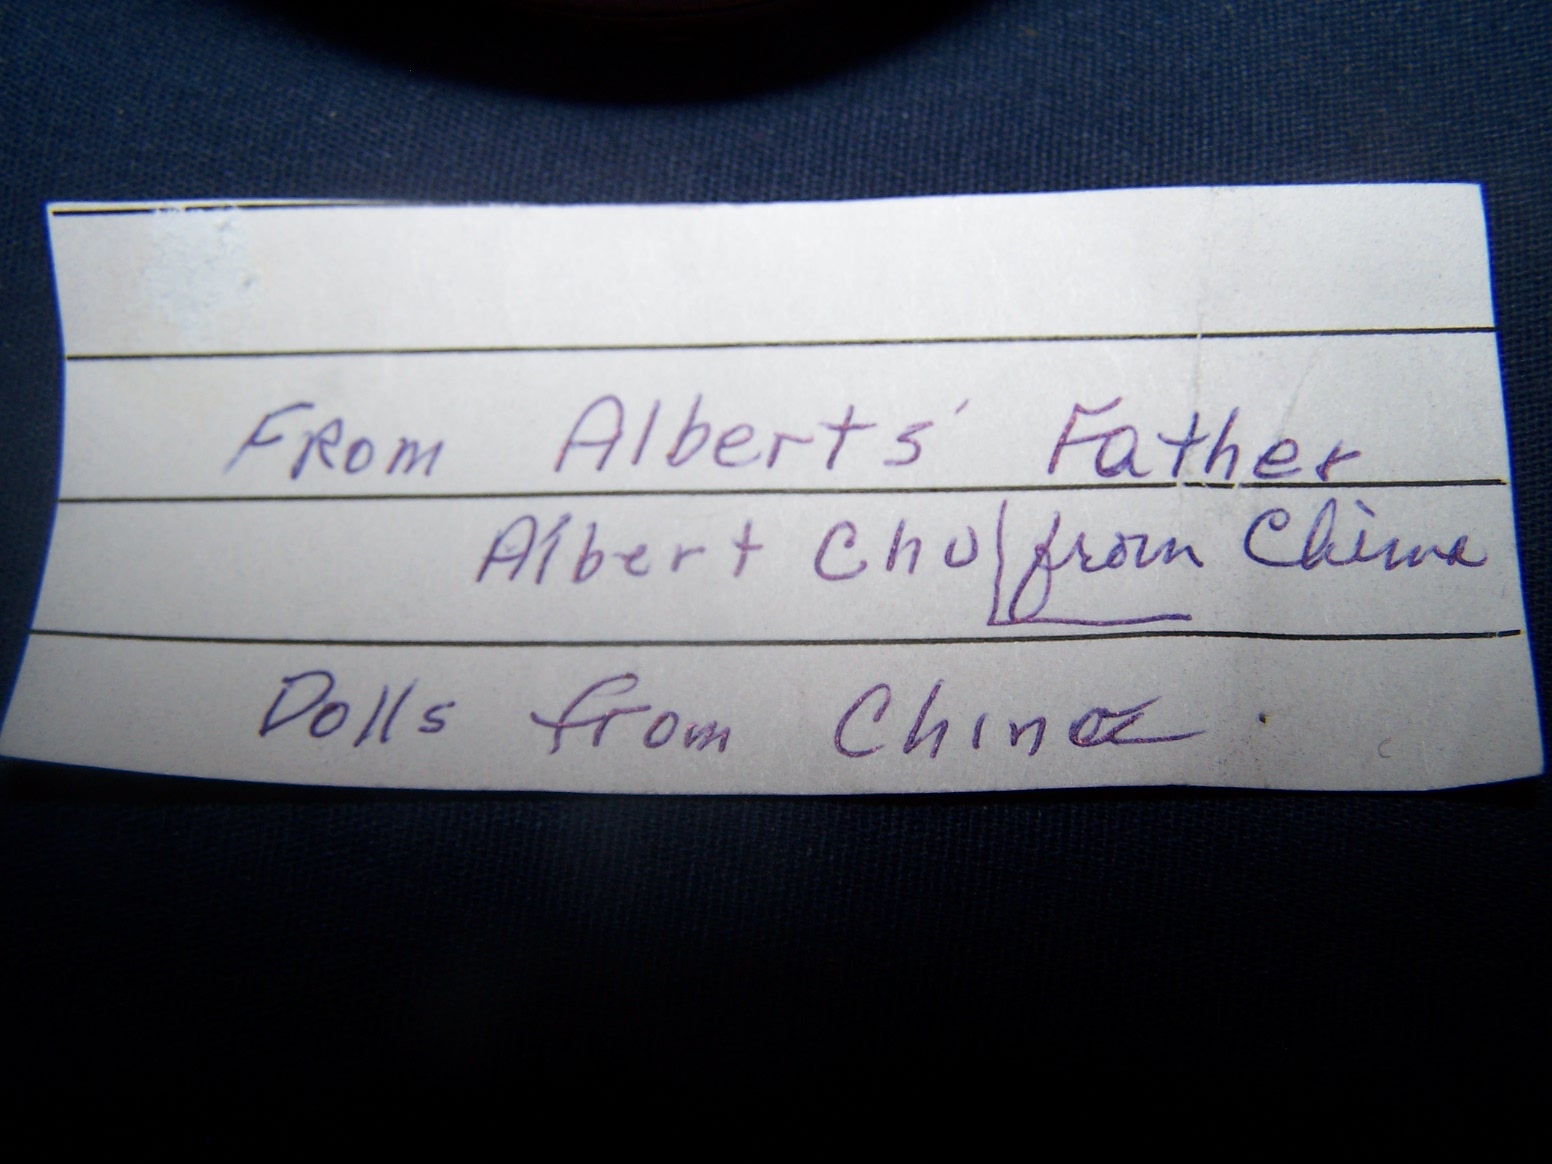 From Alberts' Father
Albert Chu from China
Dolls from China.